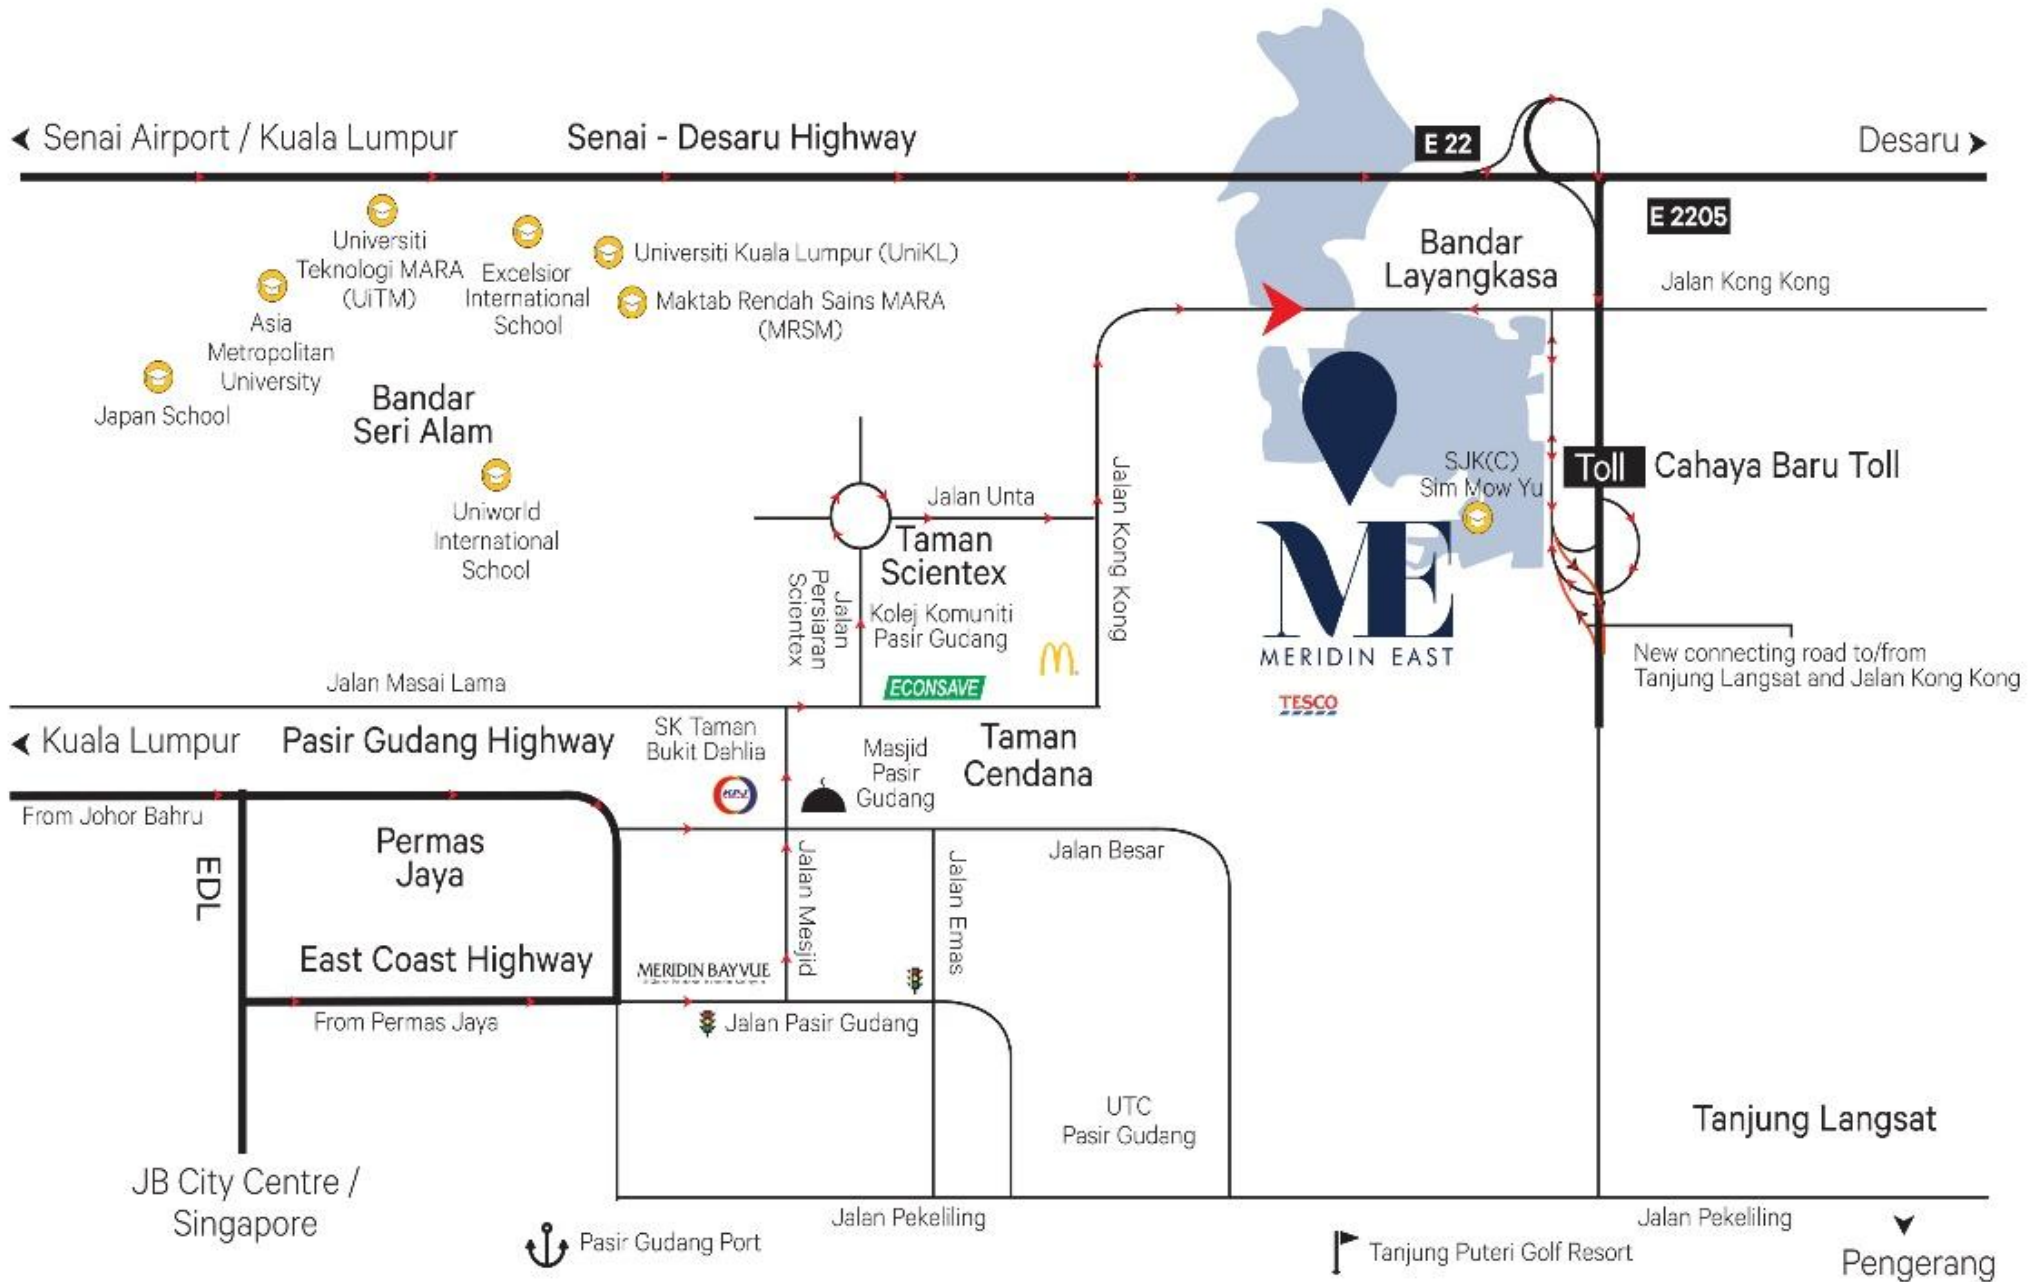 Senai Airport / Kuala Lumpur
Senai - Desaru Highway
E 22
Desaru
E 2205
Universiti
Teknologi MARA
(UiTM)
Excelsior
International
School
Universiti Kuala Lumpur (UniKL)
Maktab Rendah Sains MARA
(MRSM)
Bandar
Layangkasa
Jalan Kong Kong
Asia
Metropolitan
University
Japan School
Bandar
Seri Alam
Uniworld
International
School
Jalan Unta
Taman
Scientex
Jalan
Persiaran
Scientex
Kolej Komuniti
Pasir Gudang
ECONSAVE
Jalan Kong Kong
SJK(C)
Sim Mow Yu
Toll
Cahaya Baru Toll
ME
MERIDIN EAST
TESCO
New connecting road to/from
Tanjung Langsat and Jalan Kong Kong
Jalan Masai Lama
Kuala Lumpur
Pasir Gudang Highway
SK Taman
Bukit Dahlia
KPJ
Masjid
Pasir
Gudang
Taman
Cendana
From Johor Bahru
EDL
Permas
Jaya
Jalan Mesjid
Jalan Emas
Jalan Besar
East Coast Highway
MERIDIN BAYVUE
From Permas Jaya
Jalan Pasir Gudang
UTC
Pasir Gudang
Tanjung Langsat
JB City Centre /
Singapore
Jalan Pekeliling
Jalan Pekeliling
Pasir Gudang Port
Tanjung Puteri Golf Resort
Pengerang